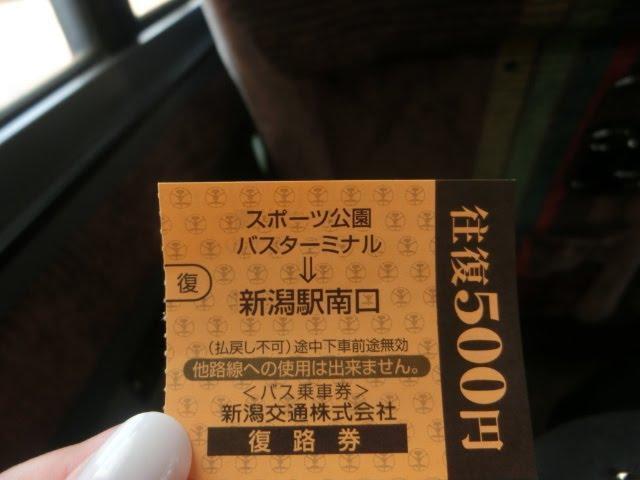 スポーツ公園
バスターミナル
⇓
新潟駅南口
復
(払戻し不可)途中下車前途無効
他路線への使用は出来ません。
<バス乗車券>
新潟交通株式会社
復路券
往復500円